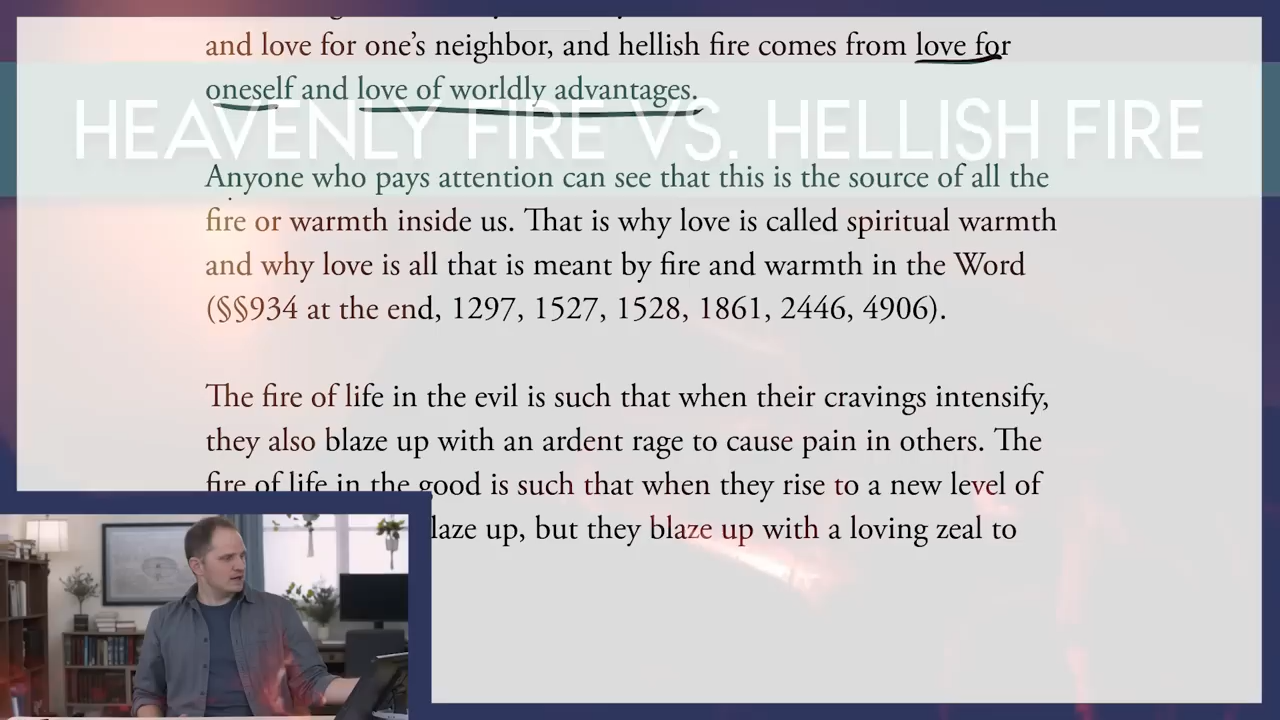 and love for one’s neighbor, and hellish fire comes from love for
oneself and love of worldly advantages.
HEAVENLY FIRE VS. HELLISH FIRE
Anyone who pays attention can see that this is the source of all the
fire or warmth inside us. That is why love is called spiritual warmth
and why love is all that is meant by fire and warmth in the Word
(§§934 at the end, 1297, 1527, 1528, 1861, 2446, 4906).
The fire of life in the evil is such that when their cravings intensify,
they also blaze up with an ardent rage to cause pain in others. The
fire of life in the good is such that when they rise to a new level of
blaze up, but they blaze up with a loving zeal to